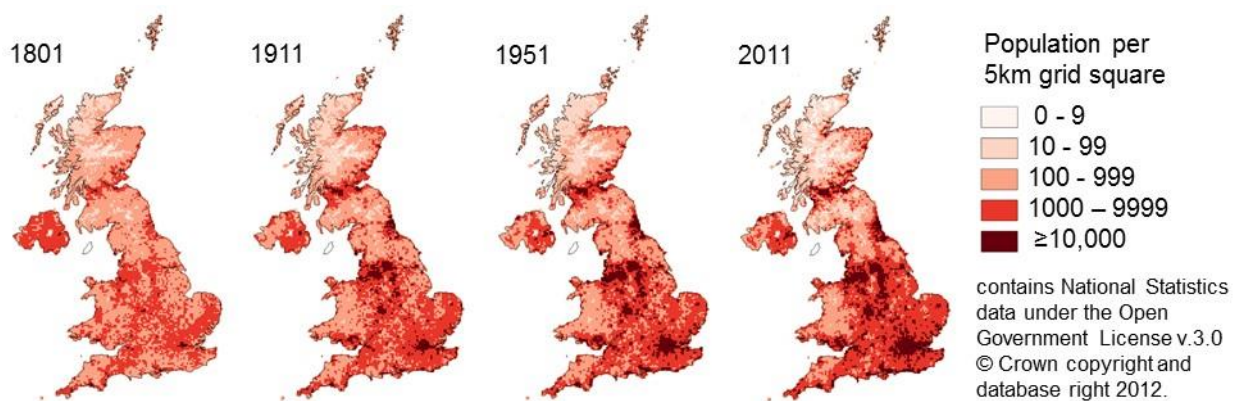 1801
1911
1951
2011
Population per
5km grid square
0 - 9
10 - 99
100 - 999
1000 – 9999
≥10,000
contains National Statistics
data under the Open
Government License v.3.0
© Crown copyright and
database right 2012.